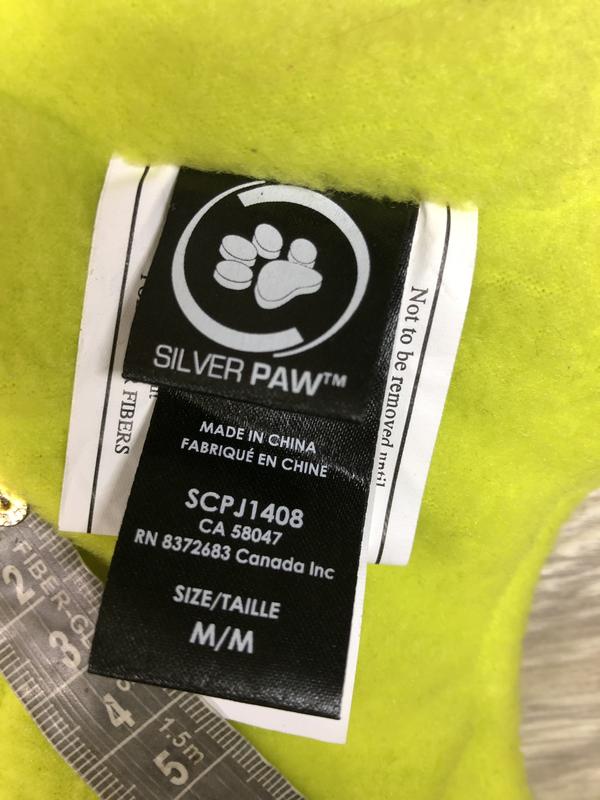 SILVER PAW™
MADE IN CHINA
FABRIQUÉ EN CHINE
SCPJ1408
CA 58047
RN 8372683 Canada Inc
SIZE/TAILLE
M/M
Not to be removed until
FIBERS
FIBER-G
2
3
4
1.5m
5